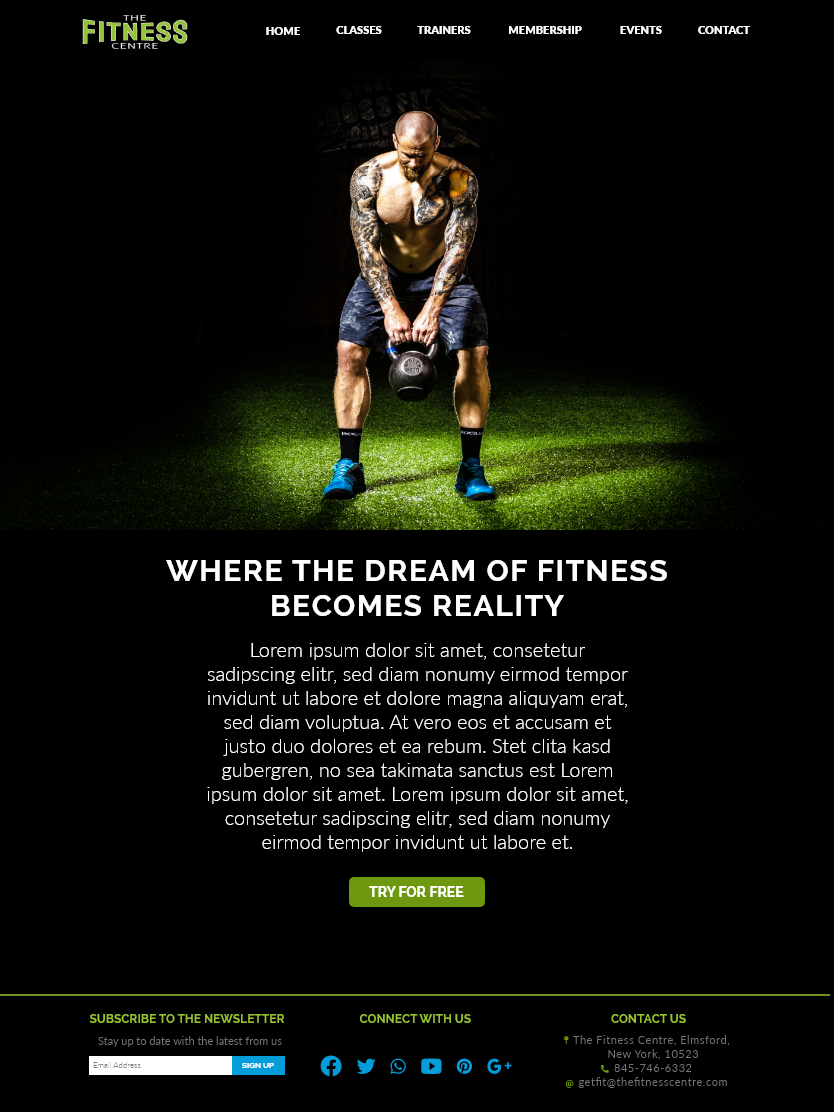 THE
FITNESS
CENTRE
HOME CLASSES TRAINERS MEMBERSHIP EVENTS CONTACT
CROSS FIT
WHERE THE DREAM OF FITNESS
BECOMES REALITY
Lorem ipsum dolor sit amet, consetetur
sadipscing elitr, sed diam nonumy eirmod tempor
invidunt ut labore et dolore magna aliquyam erat,
sed diam voluptua. At vero eos et accusam et
justo duo dolores et ea rebum. Stet clita kasd
gubergren, no sea takimata sanctus est Lorem
ipsum dolor sit amet. Lorem ipsum dolor sit amet,
consetetur sadipscing elitr, sed diam nonumy
eirmod tempor invidunt ut labore et.
TRY FOR FREE
SUBSCRIBE TO THE NEWSLETTER
Stay up to date with the latest from us
Email Address SIGN UP
CONNECT WITH US
CONTACT US
The Fitness Centre, Elmsford,
New York, 10523
845-746-6332
@ getfit@thefitnesscentre.com